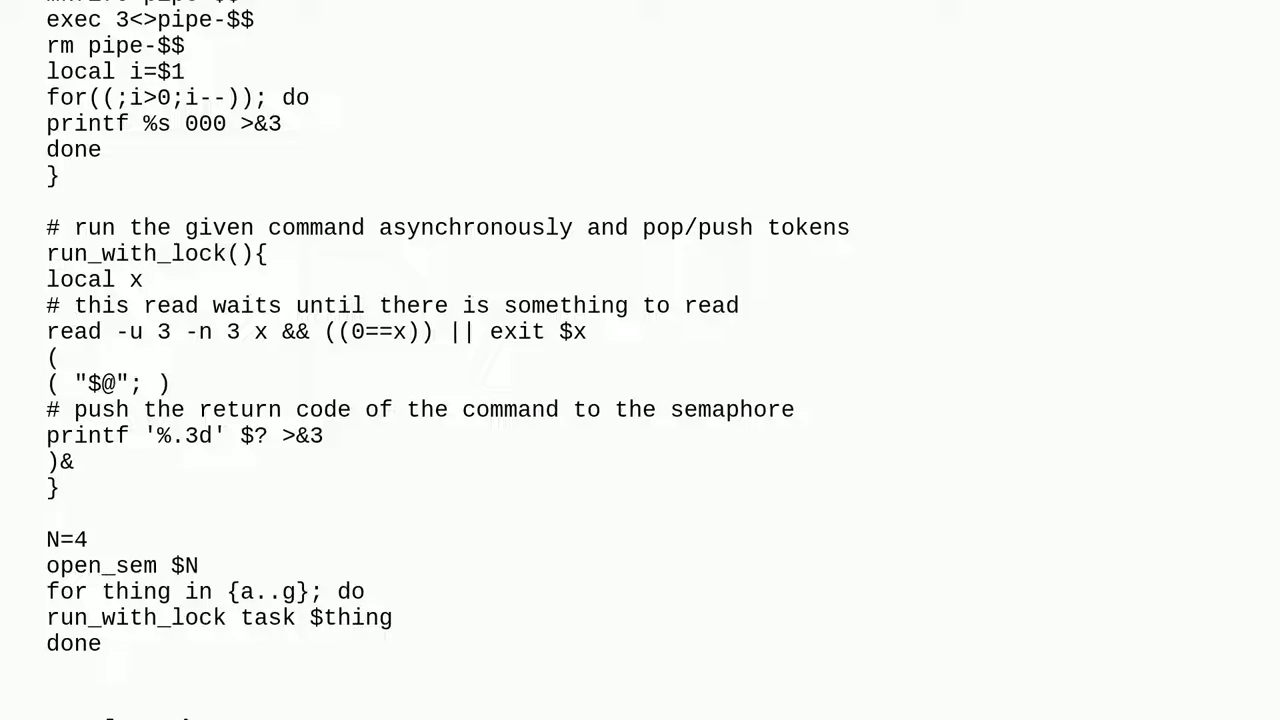 exec 3<>pipe-$$
rm pipe-$$
local i=$1
for((;i>0;i--)); do
printf %s 000 >&3
done
}
# run the given command asynchronously and pop/push tokens
run_with_lock(){
local x
# this read waits until there is something to read
read -u 3 -n 3 x && ((0==x)) || exit $x
(
( "$@"; )
# push the return code of the command to the semaphore
printf '%.3d' $? >&3
)&
}
N=4
open_sem $N
for thing in {a..g}; do
run_with_lock task $thing
done